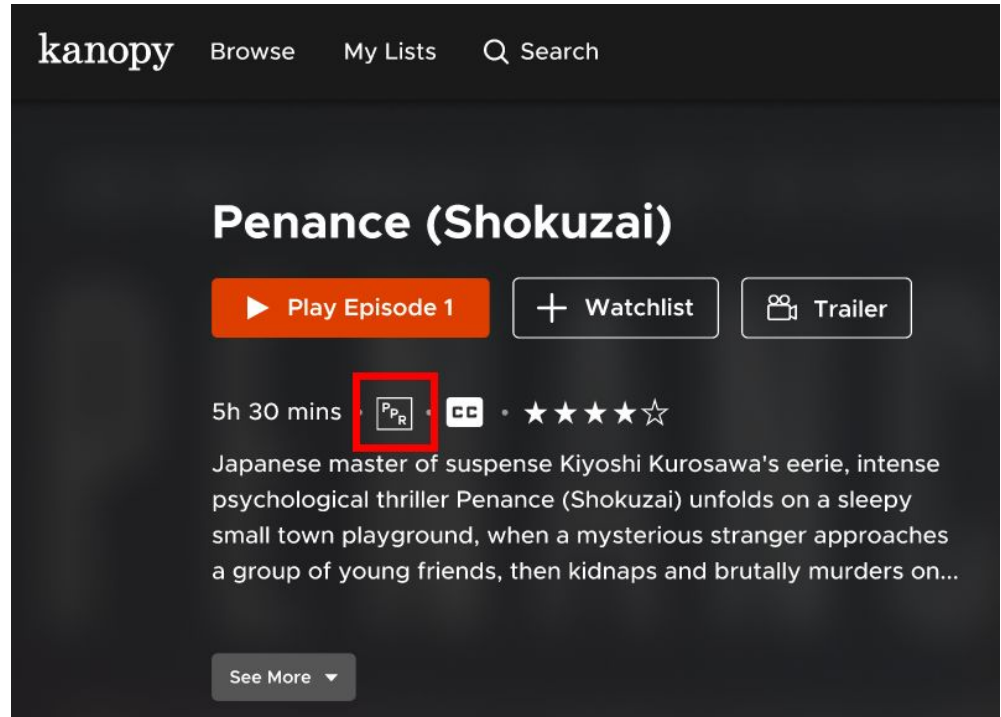 kanopy Browse My Lists Search
Penance (Shokuzai)
Play Episode 1 Watchlist Trailer
5h 30 mins • PPR • CC • ★★★★☆
Japanese master of suspense Kiyoshi Kurosawa's eerie, intense
psychological thriller Penance (Shokuzai) unfolds on a sleepy
small town playground, when a mysterious stranger approaches
a group of young friends, then kidnaps and brutally murders on...
See More